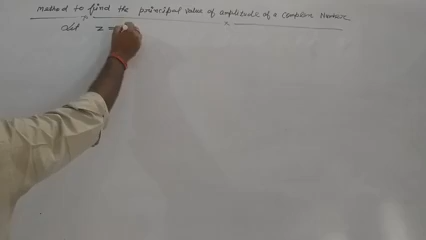 method to find the principal value of amplitude of a complex Number
Let z =